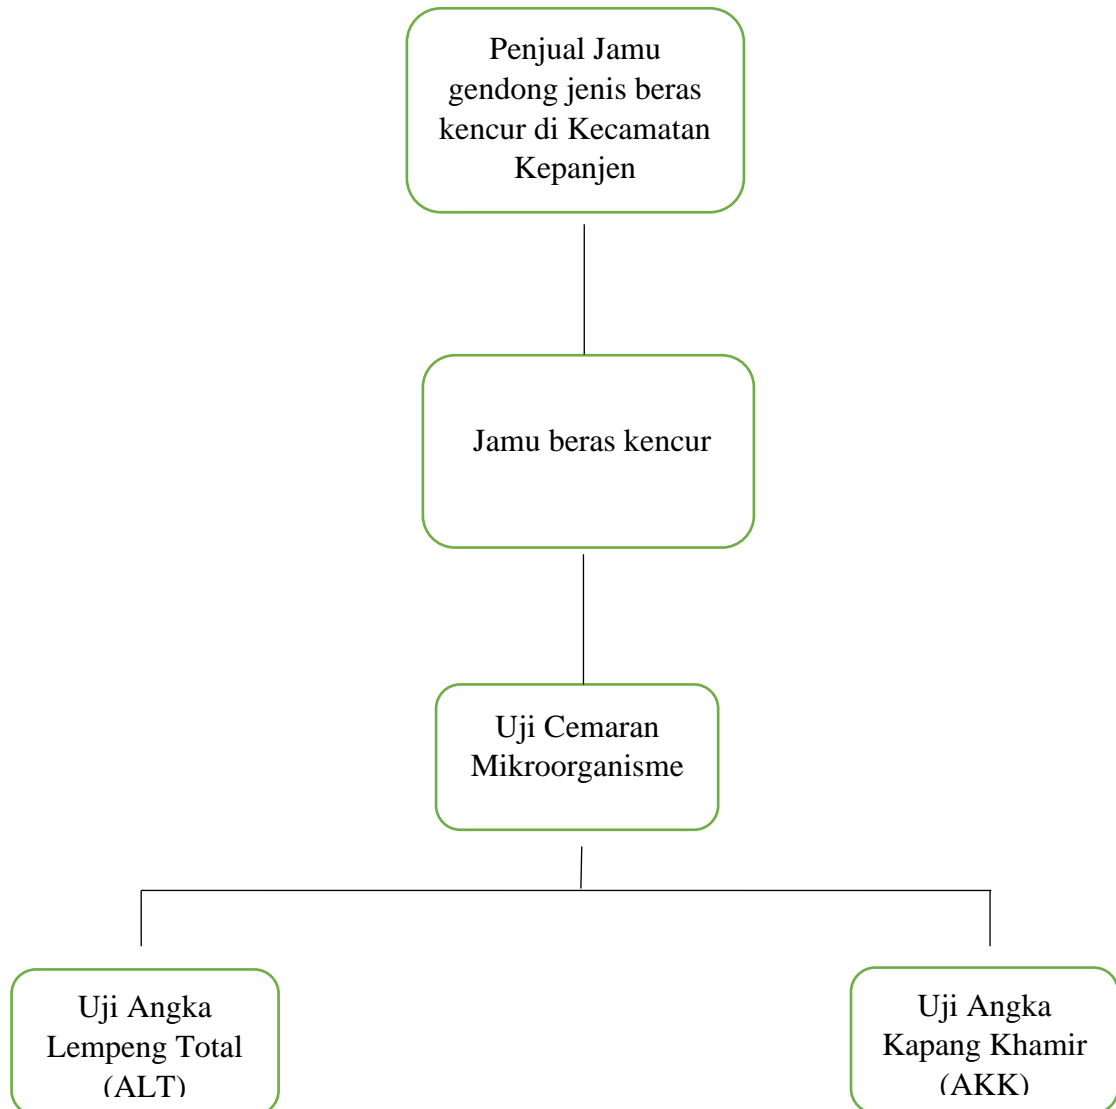 Penjual Jamu
gendong jenis beras
kencur di Kecamatan
Kepanjen
Jamu beras kencur
Uji Cemaran
Mikroorganisme
Uji Angka
Lempeng Total
(ALT)
Uji Angka
Kapang Khamir
(AKK)